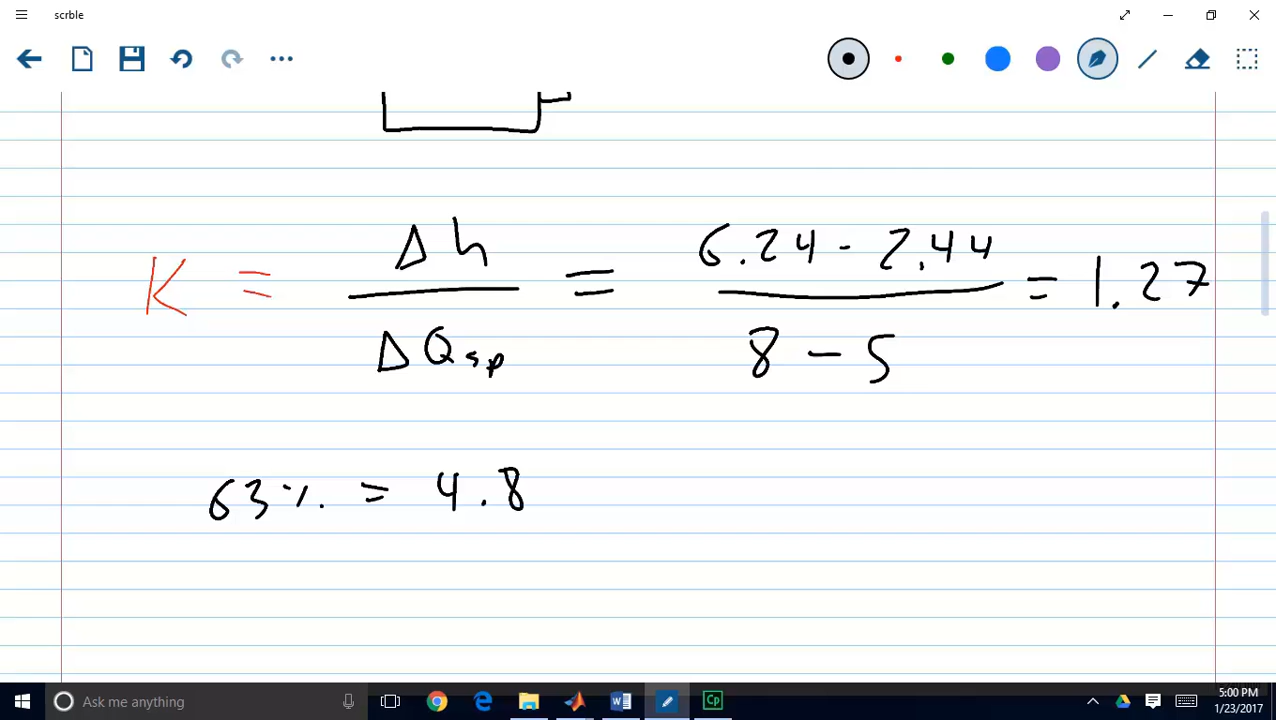 scrble
K = Δh / ΔQsp = 6.24 - 2.44 / 8 - 5 = 1.27
63% = 4.8
Ask me anything
5:00 PM
1/23/2017